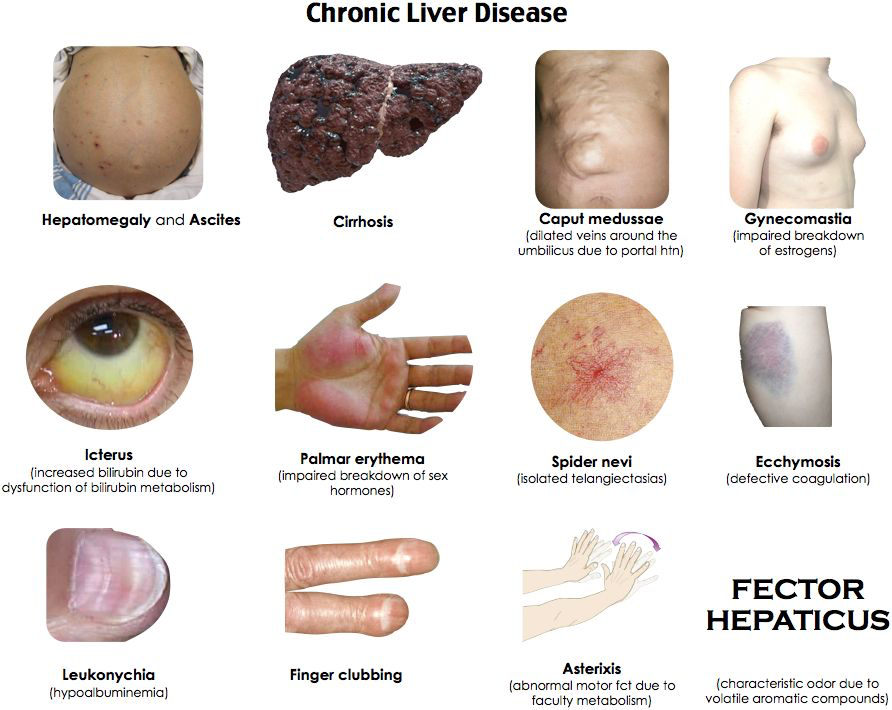 Chronic Liver Disease
Hepatomegaly and Ascites
Cirrhosis
Caput medussae
(dilated veins around the
umbilicus due to portal htn)
Gynecomastia
(impaired breakdown
of estrogens)
Icterus
(increased bilirubin due to
dysfunction of bilirubin metabolism)
Palmar erythema
(impaired breakdown of sex
hormones)
Spider nevi
(isolated telangiectasias)
Ecchymosis
(defective coagulation)
Leukonychia
(hypoalbuminemia)
Finger clubbing
Asterixis
(abnormal motor fct due to
faculty metabolism)
FECTOR
HEPATICUS
(characteristic odor due to
volatile aromatic compounds)